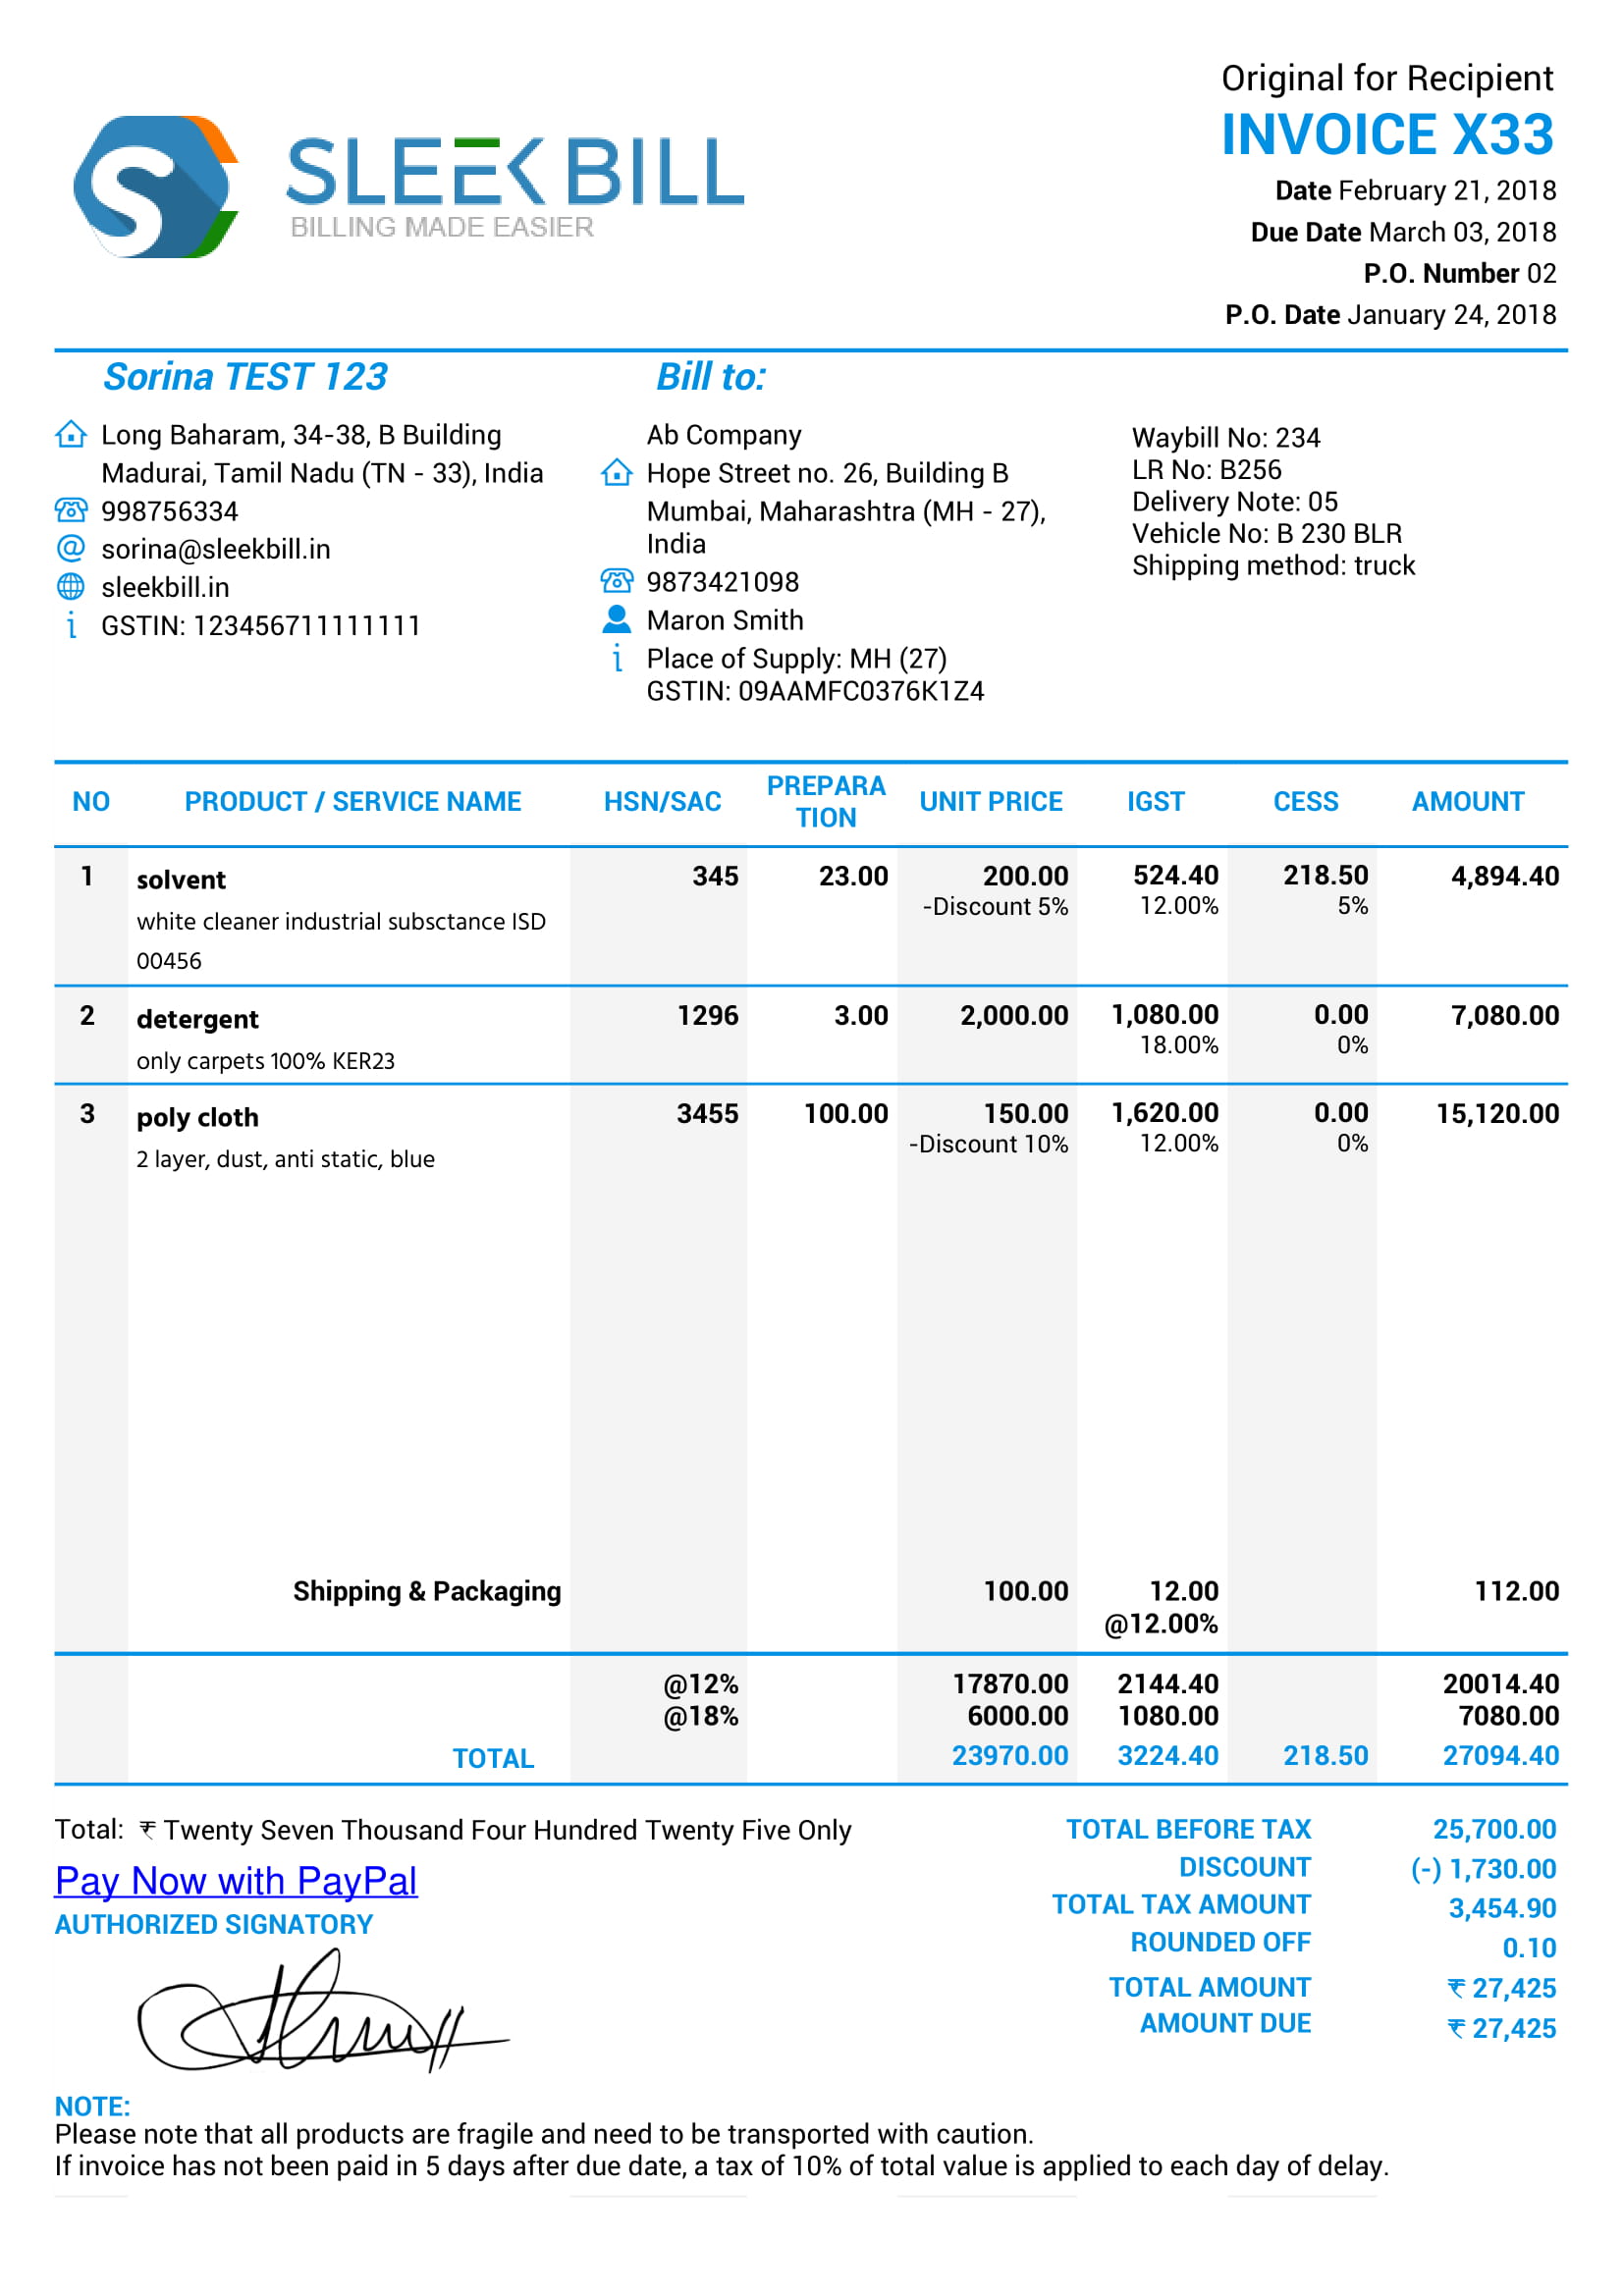 Original for Recipient
INVOICE X33
SLEEKBILL
BILLING MADE EASIER
Date February 21, 2018
Due Date March 03, 2018
P.O. Number 02
P.O. Date January 24, 2018
Sorina TEST 123
Long Baharam, 34-38, B Building
Madurai, Tamil Nadu (TN - 33), India
998756334
sorina@sleekbill.in
sleekbill.in
GSTIN: 123456711111111
Bill to:
Ab Company
Hope Street no. 26, Building B
Mumbai, Maharashtra (MH - 27),
India
9873421098
Maron Smith
Place of Supply: MH (27)
GSTIN: 09AAMFC0376K1Z4
Waybill No: 234
LR No: B256
Delivery Note: 05
Vehicle No: B 230 BLR
Shipping method: truck
NO PRODUCT / SERVICE NAME HSN/SAC PREPARA TION UNIT PRICE IGST CESS AMOUNT
1 solvent 345 23.00 200.00 524.40 218.50 4,894.40
-Discount 5% 12.00% 5%
white cleaner industrial subsctance ISD
00456
2 detergent 1296 3.00 2,000.00 1,080.00 0.00 7,080.00
18.00% 0%
only carpets 100% KER23
3 poly cloth 3455 100.00 150.00 1,620.00 0.00 15,120.00
-Discount 10% 12.00% 0%
2 layer, dust, anti static, blue
Shipping & Packaging 100.00 12.00 112.00
@12.00%
@12% 17870.00 2144.40 20014.40
@18% 6000.00 1080.00 7080.00
TOTAL 23970.00 3224.40 218.50 27094.40
Total: ₹ Twenty Seven Thousand Four Hundred Twenty Five Only
Pay Now with PayPal
AUTHORIZED SIGNATORY
TOTAL BEFORE TAX 25,700.00
DISCOUNT (-) 1,730.00
TOTAL TAX AMOUNT 3,454.90
ROUNDED OFF 0.10
TOTAL AMOUNT ₹ 27,425
AMOUNT DUE ₹ 27,425
NOTE:
Please note that all products are fragile and need to be transported with caution.
If invoice has not been paid in 5 days after due date, a tax of 10% of total value is applied to each day of delay.